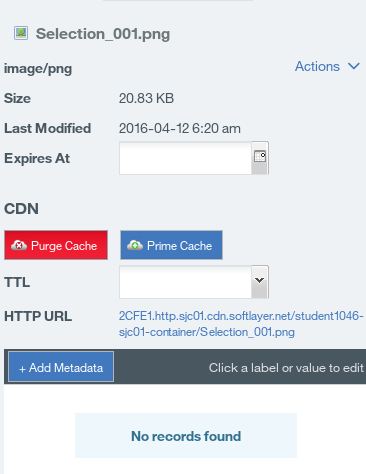 Selection_001.png
image/png
Actions
Size 20.83 KB
Last Modified 2016-04-12 6:20 am
Expires At
CDN
Purge Cache Prime Cache
TTL
HTTP URL 2CFE1.http.sjc01.cdn.softlayer.net/student1046-
sjc01-container/Selection_001.png
+ Add Metadata Click a label or value to edit
No records found